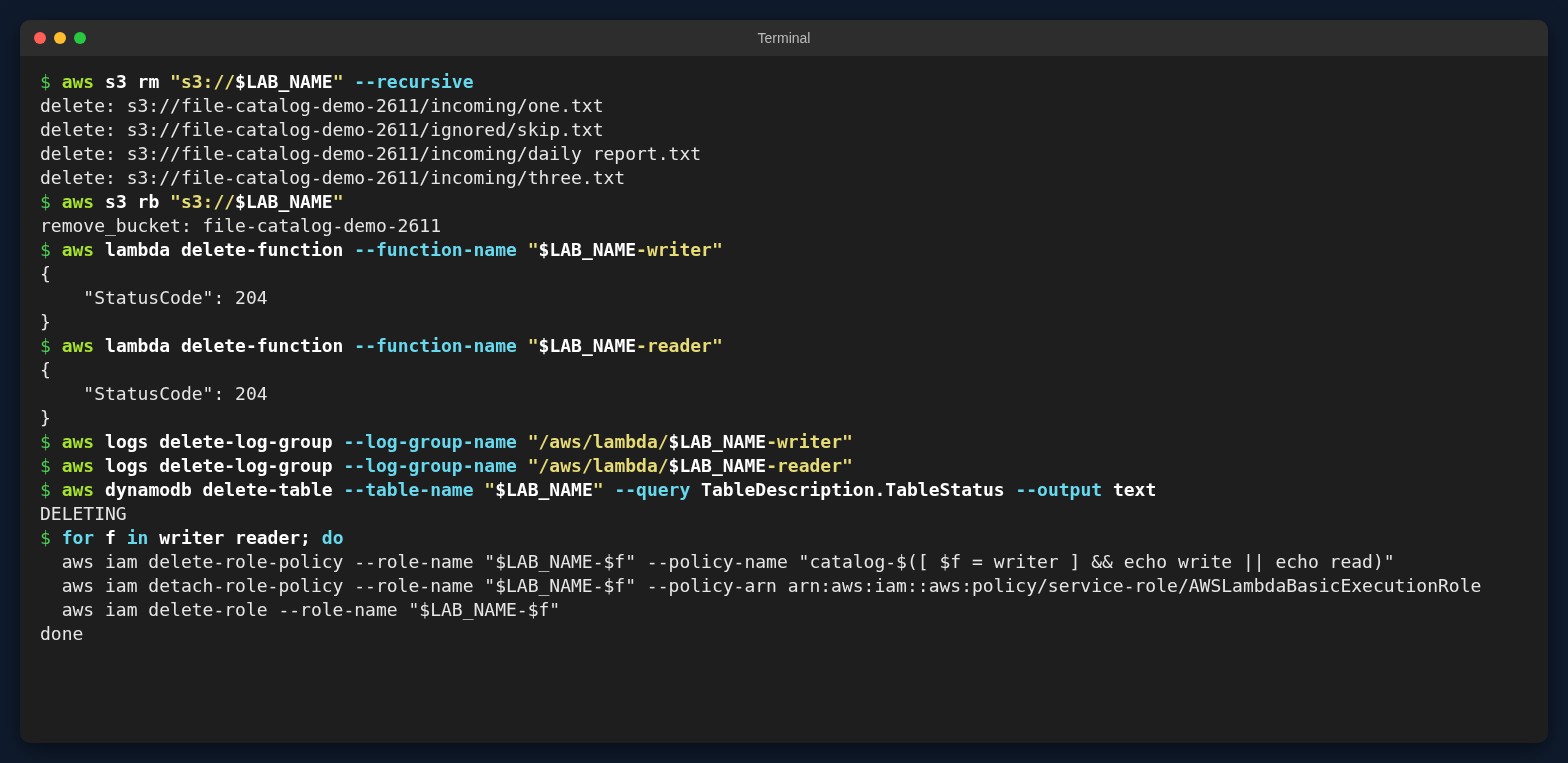 Terminal
$ aws s3 rm "s3://$LAB_NAME" --recursive
delete: s3://file-catalog-demo-2611/incoming/one.txt
delete: s3://file-catalog-demo-2611/ignored/skip.txt
delete: s3://file-catalog-demo-2611/incoming/daily report.txt
delete: s3://file-catalog-demo-2611/incoming/three.txt
$ aws s3 rb "s3://$LAB_NAME"
remove_bucket: file-catalog-demo-2611
$ aws lambda delete-function --function-name "$LAB_NAME-writer"
{
    "StatusCode": 204
}
$ aws lambda delete-function --function-name "$LAB_NAME-reader"
{
    "StatusCode": 204
}
$ aws logs delete-log-group --log-group-name "/aws/lambda/$LAB_NAME-writer"
$ aws logs delete-log-group --log-group-name "/aws/lambda/$LAB_NAME-reader"
$ aws dynamodb delete-table --table-name "$LAB_NAME" --query TableDescription.TableStatus --output text
DELETING
$ for f in writer reader; do
  aws iam delete-role-policy --role-name "$LAB_NAME-$f" --policy-name "catalog-$([ $f = writer ] && echo write || echo read)"
  aws iam detach-role-policy --role-name "$LAB_NAME-$f" --policy-arn arn:aws:iam::aws:policy/service-role/AWSLambdaBasicExecutionRole
  aws iam delete-role --role-name "$LAB_NAME-$f"
done